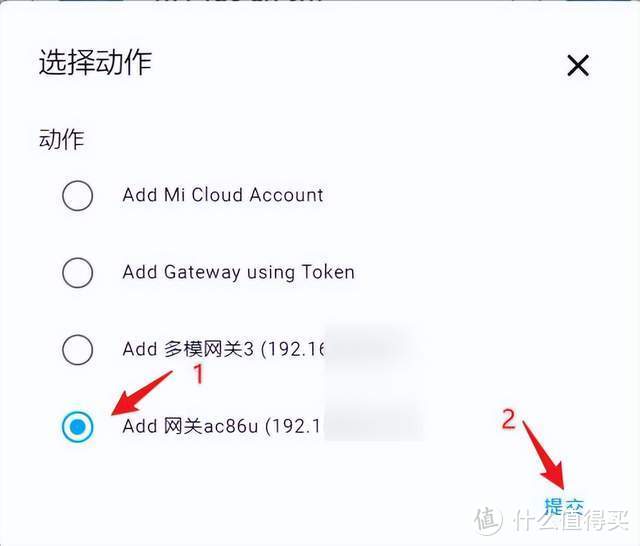 选择动作
动作
Add Mi Cloud Account
Add Gateway using Token
Add 多模网关3 (192.16
1
Add 网关ac86u (192.1
2
提交
值 什么值得买